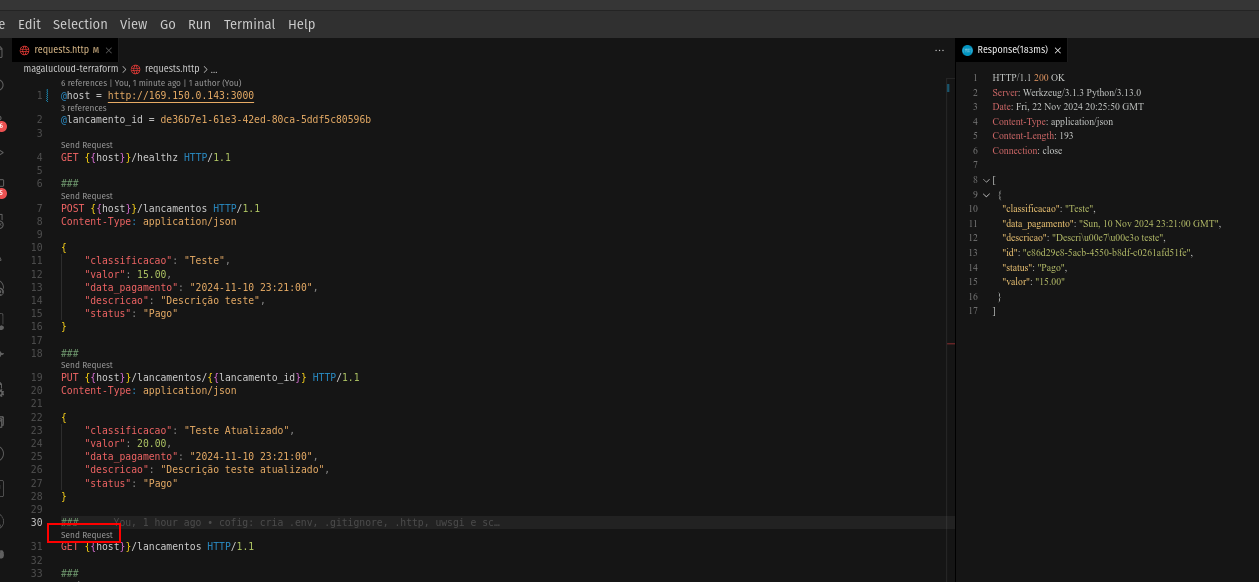 e Edit Selection View Go Run Terminal Help
requests.http M ×
...
magalucloud-terraform > requests.http > ...
6 references | You, 1 minute ago | 1 author (You)
1 @host = http://169.150.0.143:3000
3 references
2 @lancamento_id = de36b7e1-61e3-42ed-80ca-5ddf5c80596b
3
Send Request
4 GET {{host}}/healthz HTTP/1.1
5
6 ###
Send Request
7 POST {{host}}/lancamentos HTTP/1.1
8 Content-Type: application/json
9
10 {
11 "classificacao": "Teste",
12 "valor": 15.00,
13 "data_pagamento": "2024-11-10 23:21:00",
14 "descricao": "Descrição teste",
15 "status": "Pago"
16 }
17
18 ###
Send Request
19 PUT {{host}}/lancamentos/{{lancamento_id}} HTTP/1.1
20 Content-Type: application/json
21
22 {
23 "classificacao": "Teste Atualizado",
24 "valor": 20.00,
25 "data_pagamento": "2024-11-10 23:21:00",
26 "descricao": "Descrição teste atualizado",
27 "status": "Pago"
28 }
29
30 ### You, 1 hour ago • cofig: cria .env, .gitignore, .http, uwsgi e sc…
Send Request
31 GET {{host}}/lancamentos HTTP/1.1
32
33 ###
Response(183ms) ×
1 HTTP/1.1 200 OK
2 Server: Werkzeug/3.1.3 Python/3.13.0
3 Date: Fri, 22 Nov 2024 20:25:50 GMT
4 Content-Type: application/json
5 Content-Length: 193
6 Connection: close
7
8 [
9 {
10 "classificacao": "Teste",
11 "data_pagamento": "Sun, 10 Nov 2024 23:21:00 GMT",
12 "descricao": "Descri\u00e7\u00e3o teste",
13 "id": "e86d29e8-5acb-4550-b8df-c0261afd51fe",
14 "status": "Pago",
15 "valor": "15.00"
16 }
17 ]